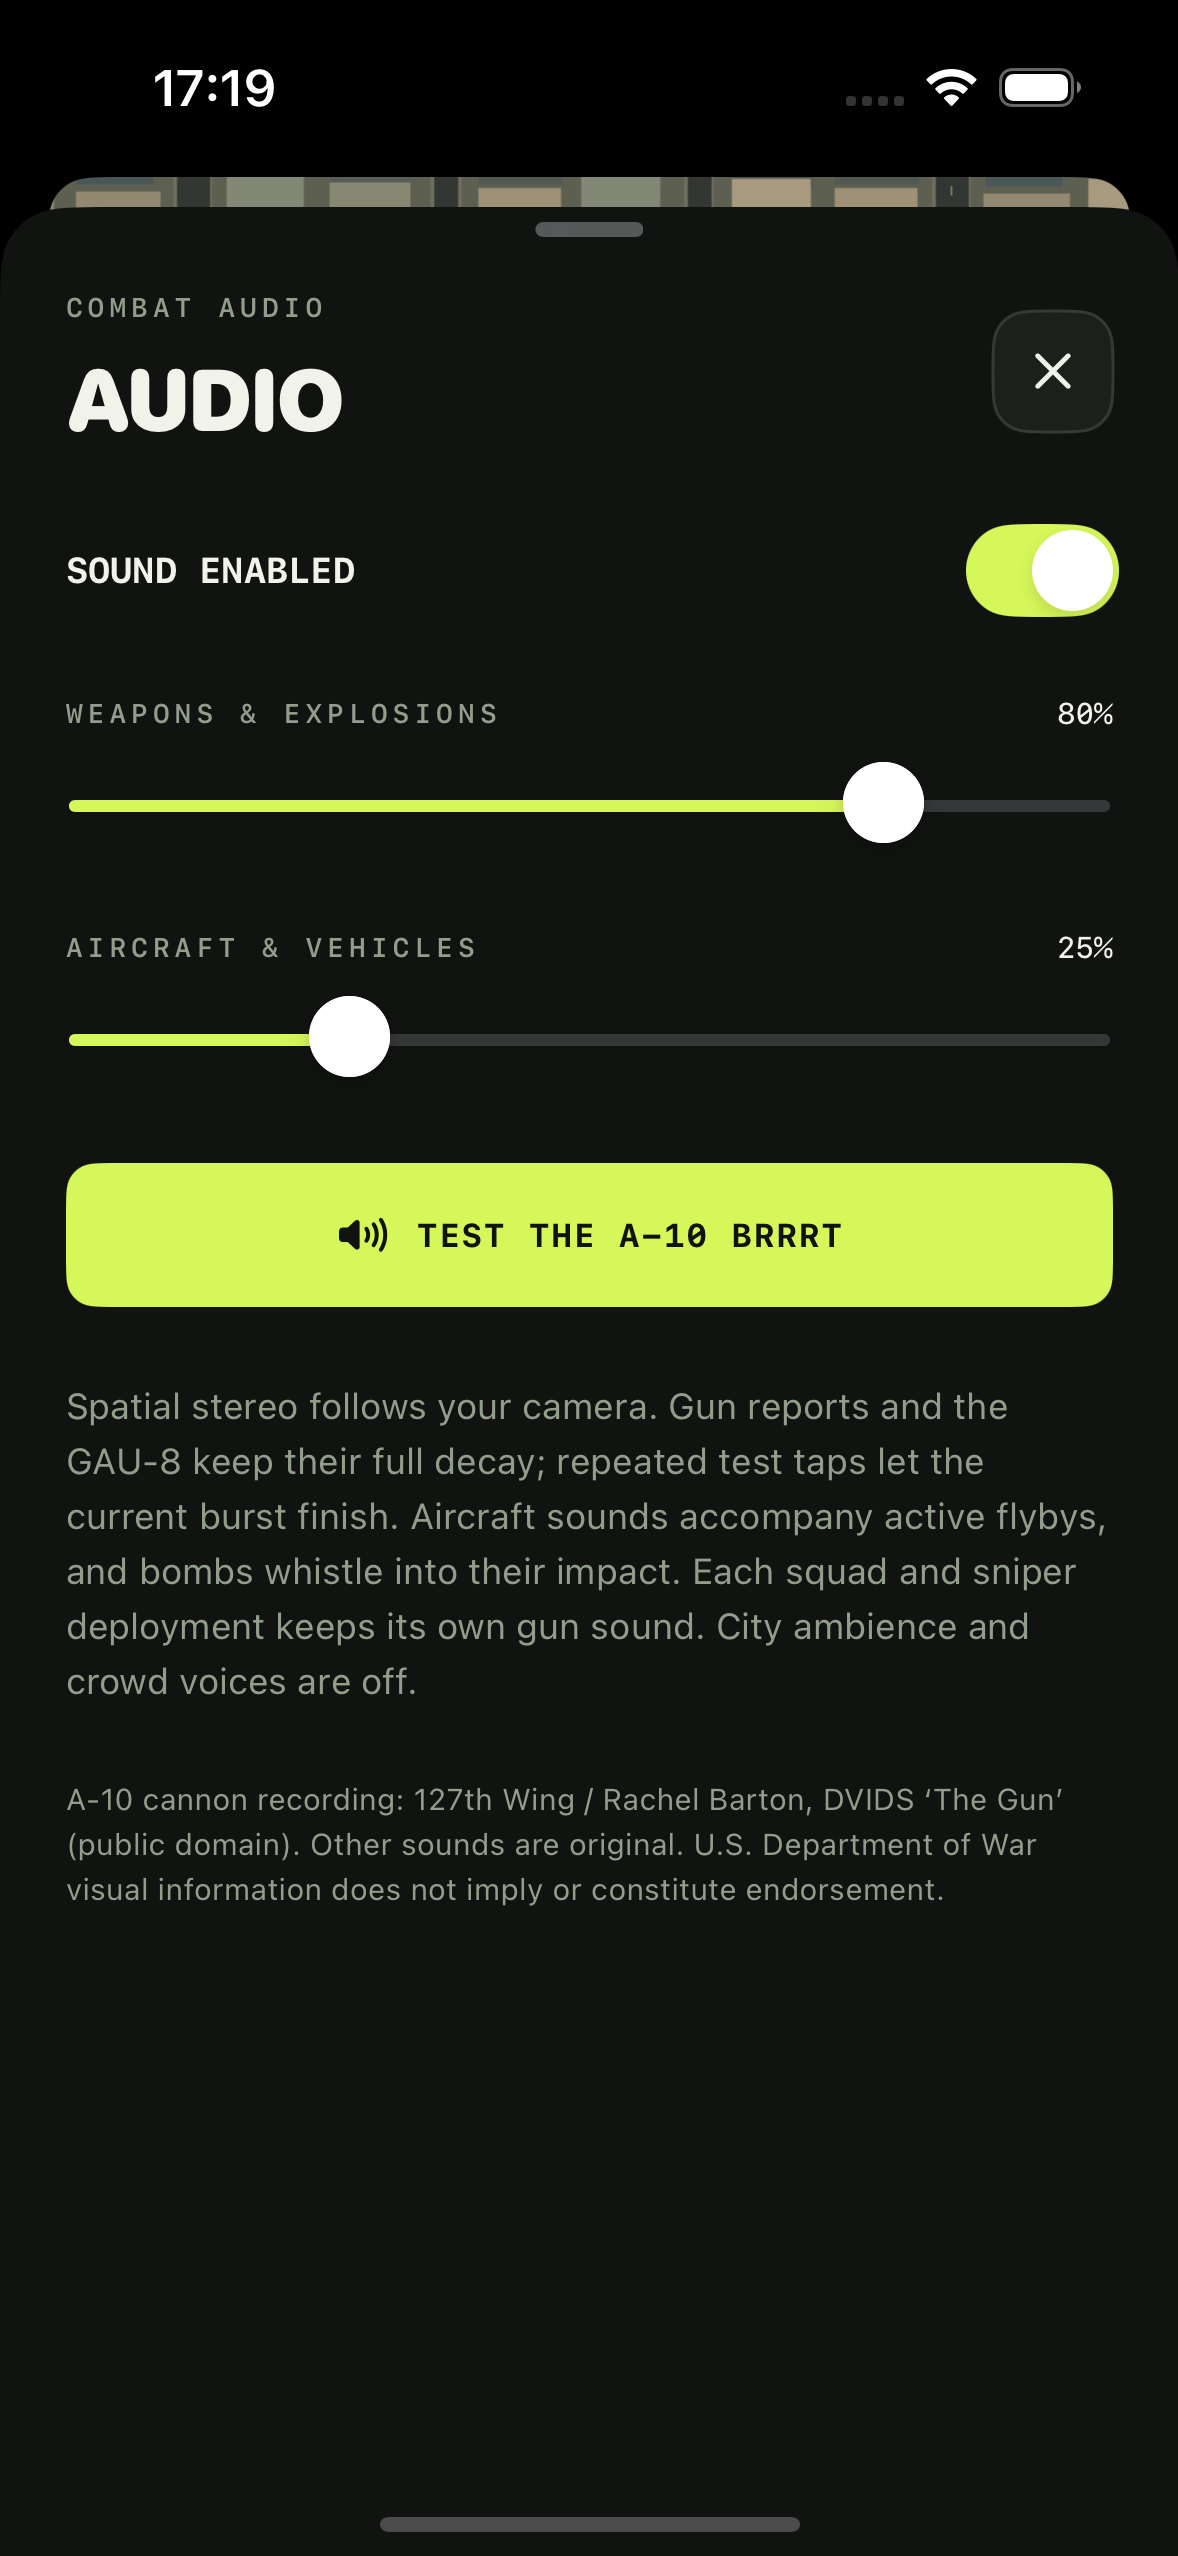 17:19
COMBAT AUDIO
AUDIO
SOUND ENABLED
WEAPONS & EXPLOSIONS 80%
AIRCRAFT & VEHICLES 25%
TEST THE A-10 BRRRT
Spatial stereo follows your camera. Gun reports and the
GAU-8 keep their full decay; repeated test taps let the
current burst finish. Aircraft sounds accompany active flybys,
and bombs whistle into their impact. Each squad and sniper
deployment keeps its own gun sound. City ambience and
crowd voices are off.
A-10 cannon recording: 127th Wing / Rachel Barton, DVIDS ‘The Gun’
(public domain). Other sounds are original. U.S. Department of War
visual information does not imply or constitute endorsement.